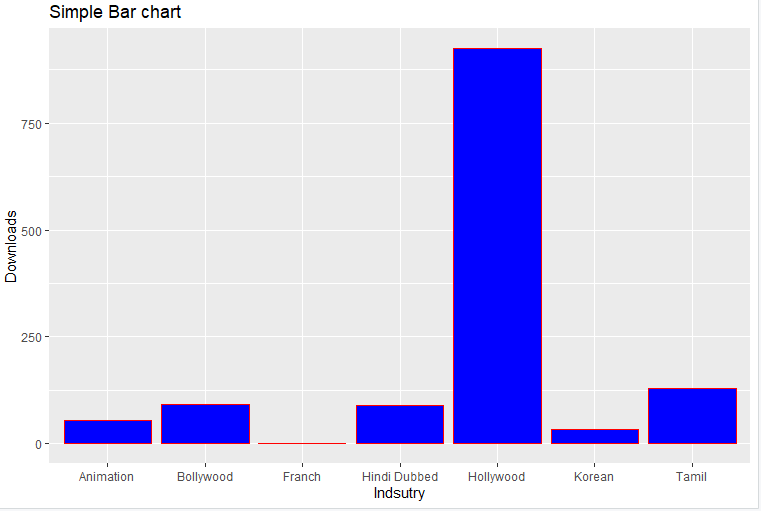 Simple Bar chart
Downloads
750
500
250
0
Animation Bollywood Franch Hindi Dubbed Hollywood Korean Tamil
Indsutry